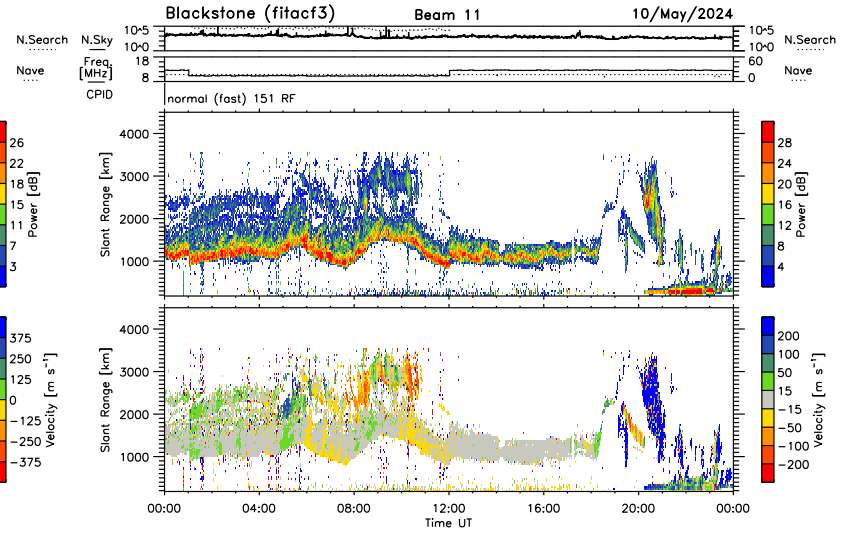 Blackstone (fitacf3) Beam 11 10/May/2024
N.Search N.Sky 10^5 10^0 10^5 10^0 N.Search
Nave Freq. [MHz] 18 8 60 0 Nave
CPID normal (fast) 151 RF
Slant Range [km] 4000 3000 2000 1000
26 22 18 15 11 7 3 Power [dB]
28 24 20 16 12 8 4 Power [dB]
Slant Range [km] 4000 3000 2000 1000
375 250 125 0 −125 −250 −375 Velocity [m s⁻¹]
200 100 50 15 −15 −50 −100 −200 Velocity [m s⁻¹]
00:00 04:00 08:00 12:00 16:00 20:00 00:00
Time UT